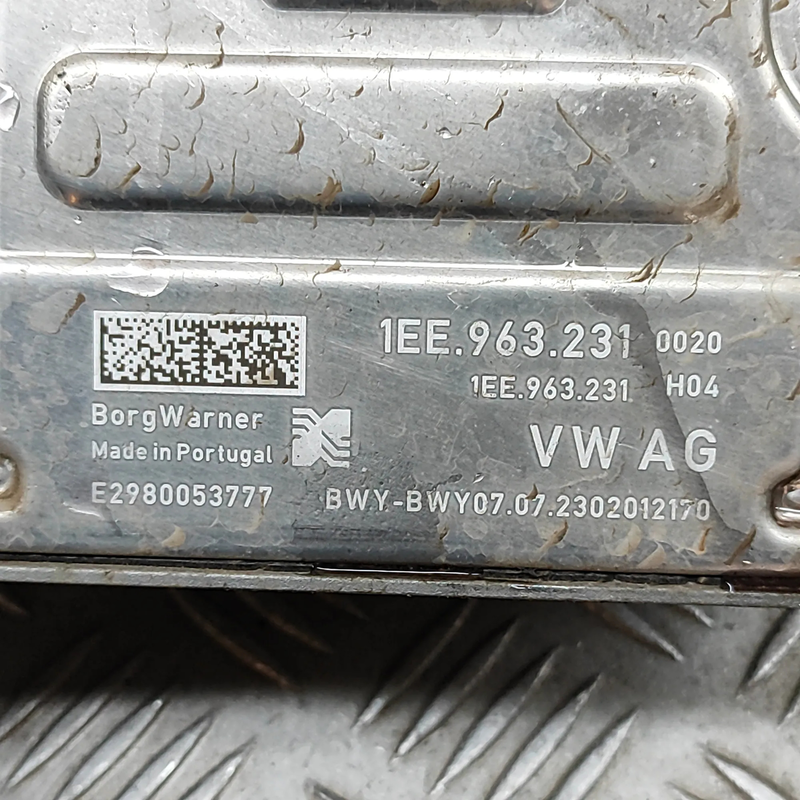 1EE.963.231 0020
1EE.963.231 H04
BorgWarner
Made in Portugal
VW AG
E2980053777
BWY-BWY07.07.2302012170